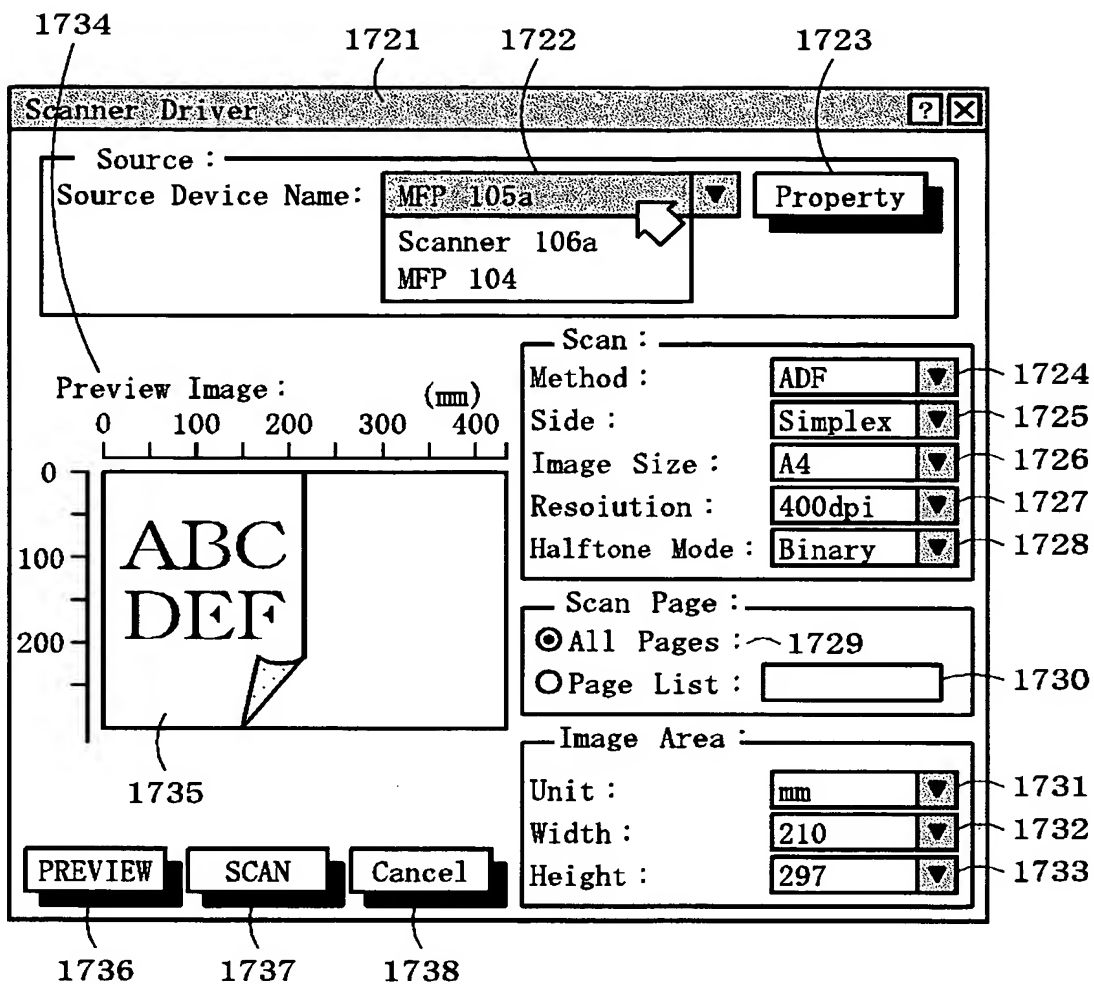 1734
1721 1722 1723
Scanner Driver ?
Source :
Source Device Name: MFP 105a Property
Scanner 106a
MFP 104
Scan :
Method : ADF 1724
Side : Simplex 1725
Image Size : A4 1726
Resoiution : 400dpi 1727
Halftone Mode : Binary 1728
Preview Image : (mm)
0 100 200 300 400
0
100
200
ABC
DEF
1735
Scan Page :
All Pages : 1729
Page List : 1730
Image Area :
Unit : mm 1731
Width : 210 1732
Height : 297 1733
PREVIEW SCAN Cancel
1736 1737 1738